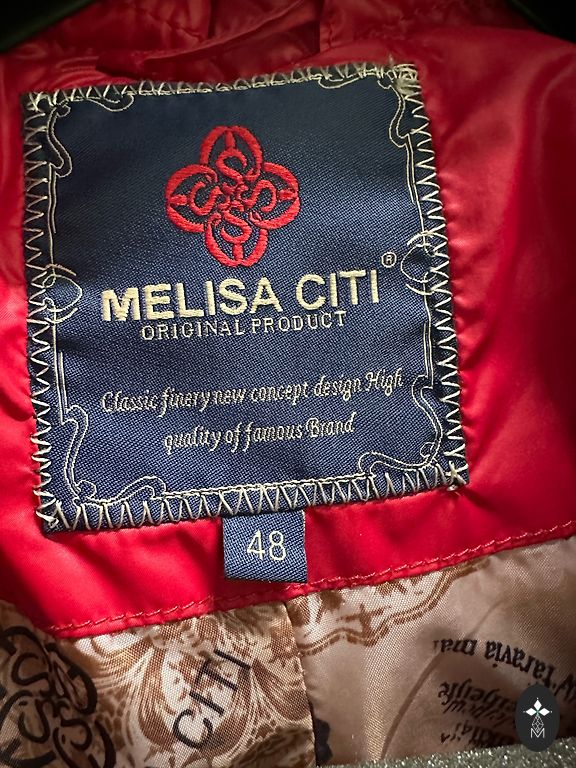 MELISA CITI ®
ORIGINAL PRODUCT
Classic finery new concept design High
quality of famous Brand
48
CITI
M